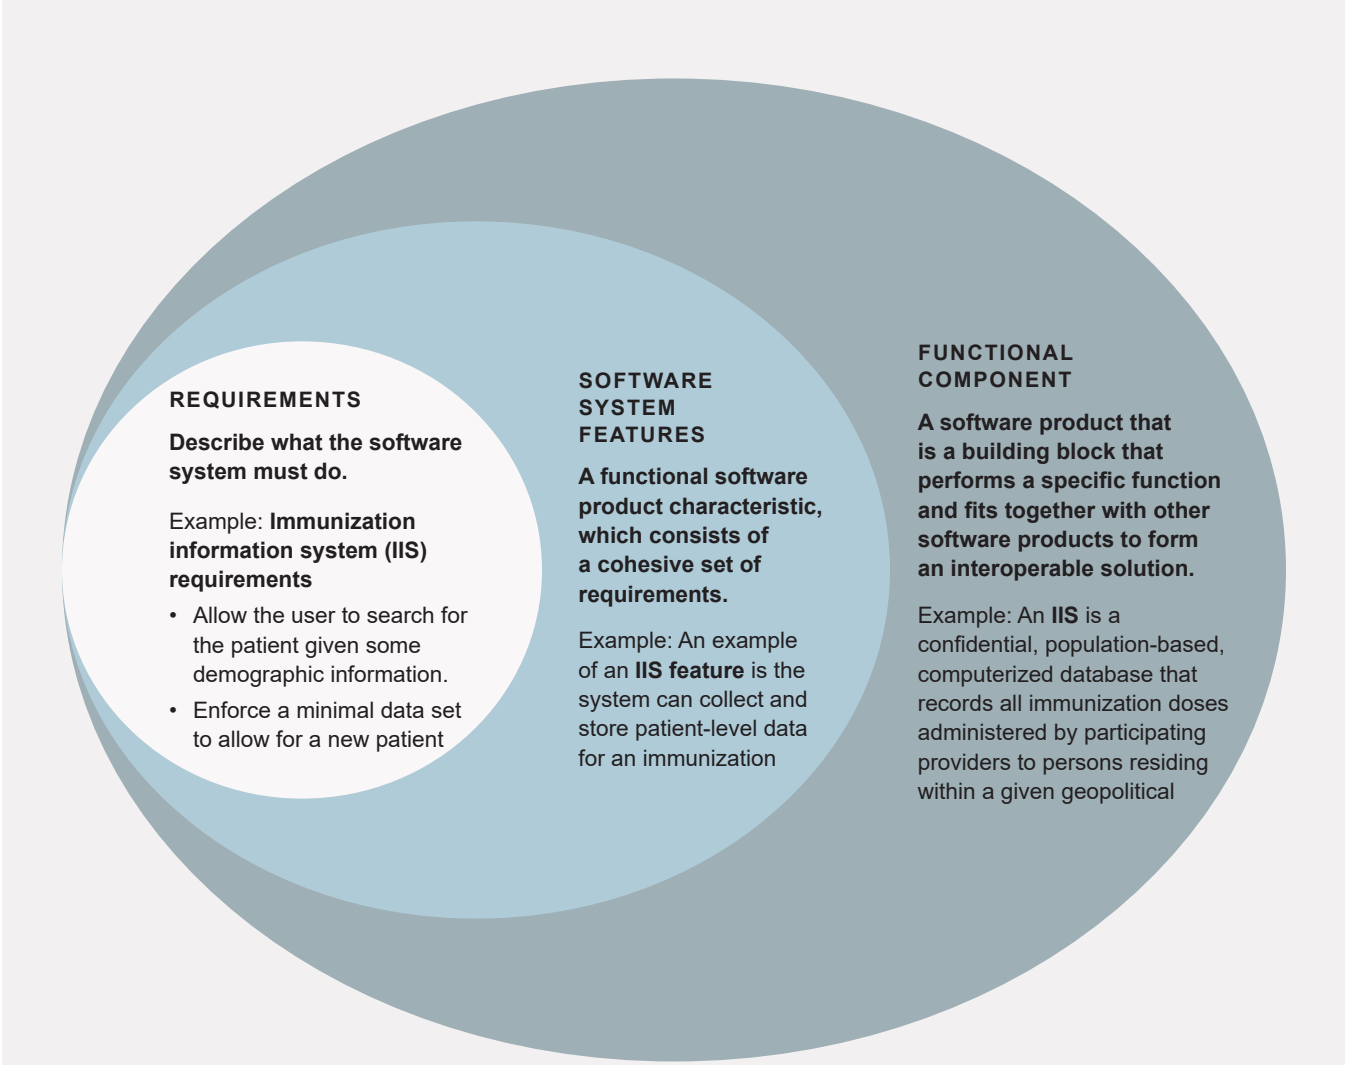 REQUIREMENTS
Describe what the software
system must do.
Example: Immunization
information system (IIS)
requirements
• Allow the user to search for
the patient given some
demographic information.
• Enforce a minimal data set
to allow for a new patient
SOFTWARE
SYSTEM
FEATURES
A functional software
product characteristic,
which consists of
a cohesive set of
requirements.
Example: An example
of an IIS feature is the
system can collect and
store patient-level data
for an immunization
FUNCTIONAL
COMPONENT
A software product that
is a building block that
performs a specific function
and fits together with other
software products to form
an interoperable solution.
Example: An IIS is a
confidential, population-based,
computerized database that
records all immunization doses
administered by participating
providers to persons residing
within a given geopolitical